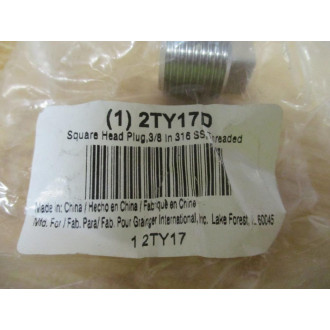 (1) 2TY17D
Square Head Plug,3/8 In 316 SS,Threaded
Made in: China / Hecho en China / Fabriqué en Chine
Mfg. For / Fab. Para/ Fab. Pour Grainger International, Inc. Lake Forest, IL 60045
1 2TY17